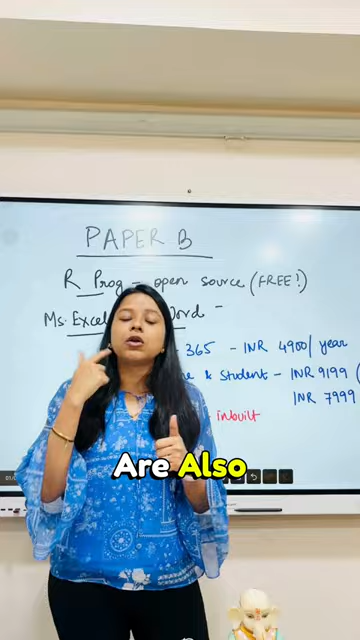 PAPER B
R Prog - open source (FREE!)
Ms. Excel Word -
365 - INR 4900/year
& Student - INR 9199
INR 7999
inbuilt
Are Also